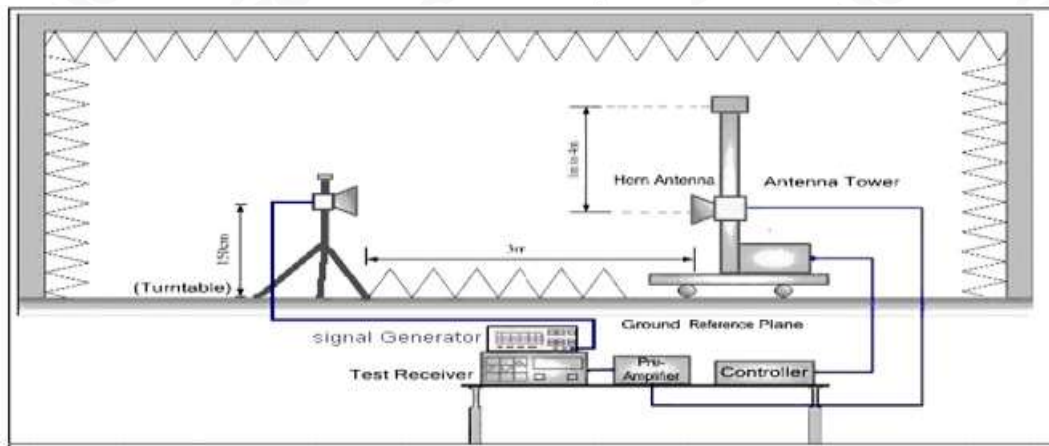 1m to 4m
Horn Antenna
Antenna Tower
150cm
3m
(Turntable)
Ground Reference Plane
signal Generator
Test Receiver
Pre-
Amplifier
Controller